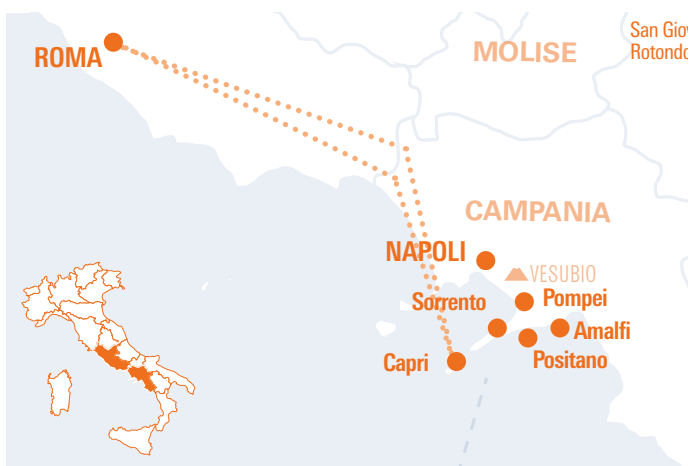 San Giov
Rotondo
ROMA
MOLISE
CAMPANIA
NAPOLI
VESUBIO
Sorrento
Pompei
Amalfi
Capri
Positano